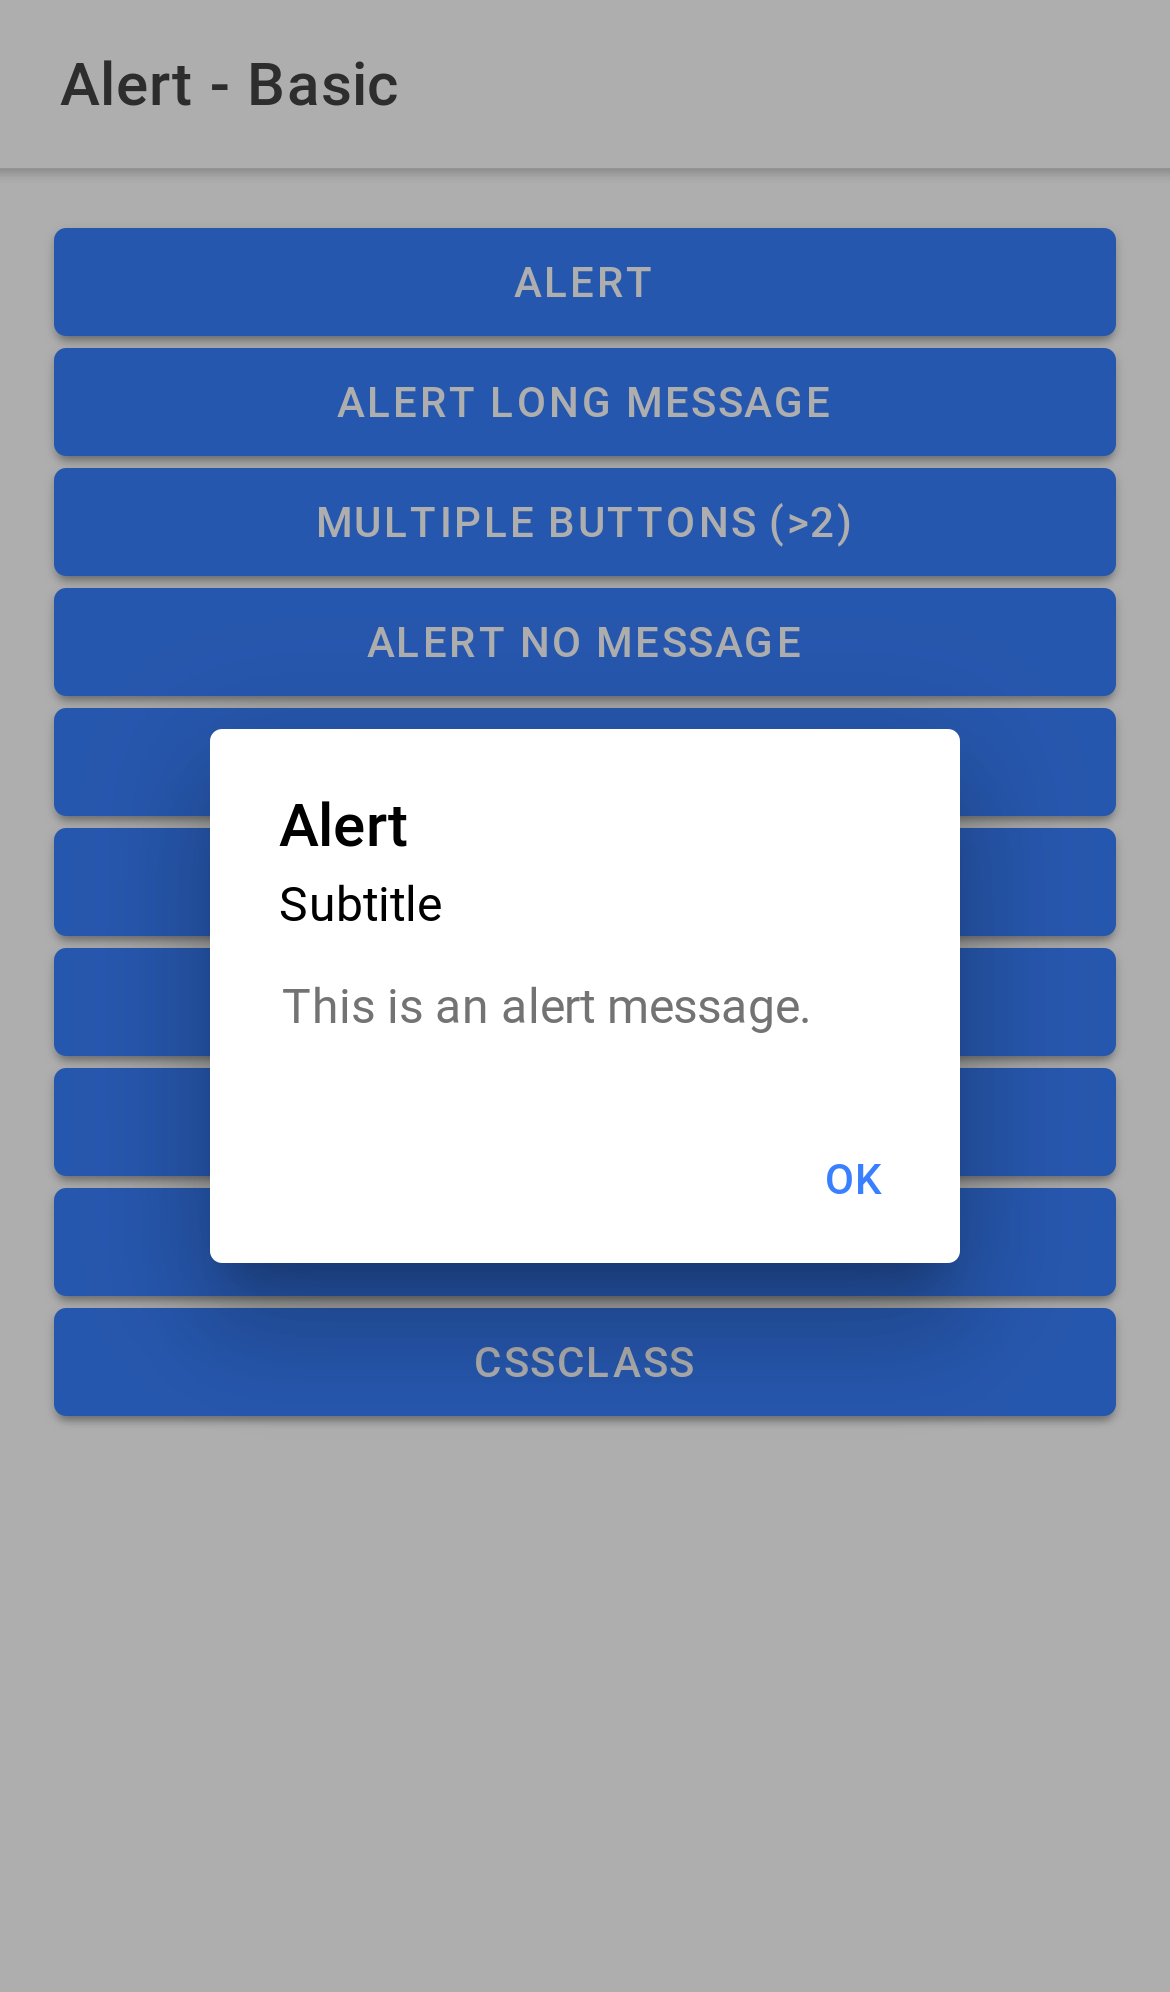 Alert - Basic
ALERT
ALERT LONG MESSAGE
MULTIPLE BUTTONS (>2)
ALERT NO MESSAGE
Alert
Subtitle
This is an alert message.
OK
CSSCLASS